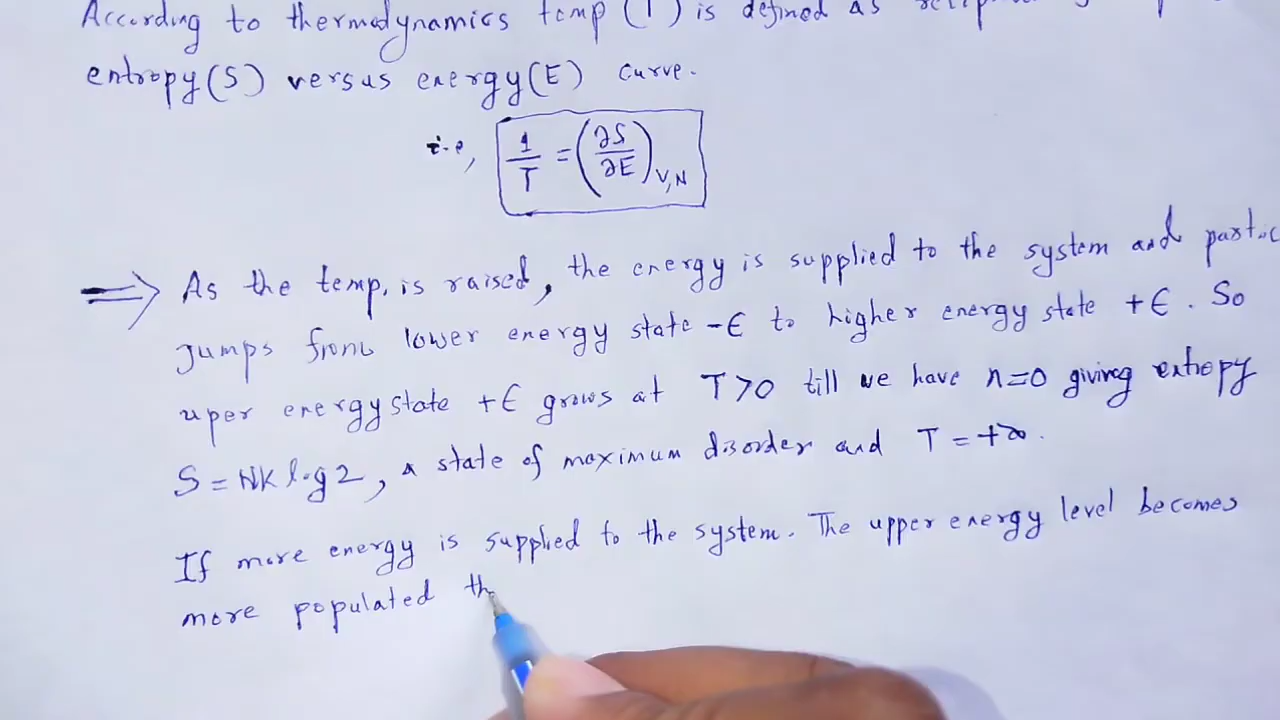 According to thermodynamics temp (T) is defined as
entropy(S) versus energy(E) curve.
i.e, 1/T = (∂S/∂E)V,N
⇒ As the temp. is raised, the energy is supplied to the system and partic
jumps from lower energy state -ϵ to higher energy state +ϵ. So
uper energy state +ϵ grows at T>0 till we have n=0 giving entropy
S = NK log 2, a state of maximum disorder and T = +∞.
If more energy is supplied to the system. The upper energy level becomes
more populated th